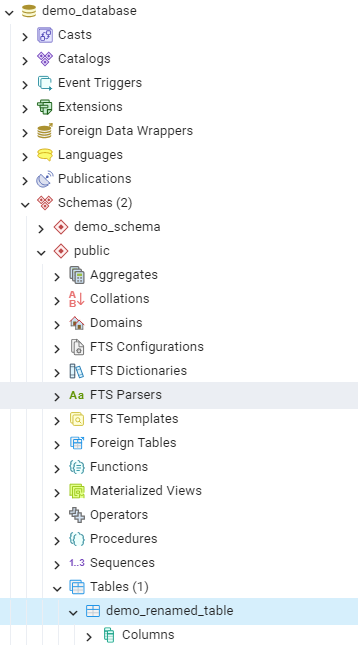 demo_database
Casts
Catalogs
Event Triggers
Extensions
Foreign Data Wrappers
Languages
Publications
Schemas (2)
demo_schema
public
Aggregates
Collations
Domains
FTS Configurations
FTS Dictionaries
Aa FTS Parsers
FTS Templates
Foreign Tables
Functions
Materialized Views
Operators
Procedures
1..3 Sequences
Tables (1)
demo_renamed_table
Columns